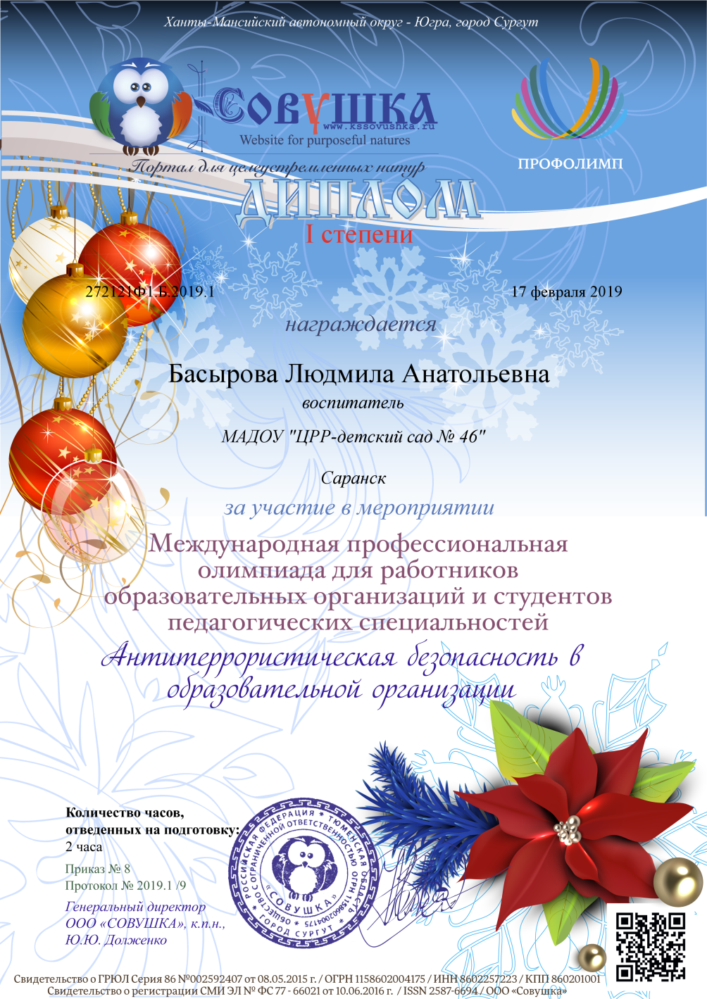 Ханты-Мансийский автономный округ - Югра, город Сургут
СОВУШКА
www.kssovushka.ru
Website for purposeful natures
Портал для целеустремленных натур
ПРОФОЛИМП
ДИПЛОМ
I степени
272121Ф1.Б.2019.1
17 февраля 2019
награждается
Басырова Людмила Анатольевна
воспитатель
МАДОУ "ЦРР-детский сад № 46"
Саранск
за участие в мероприятии
Международная профессиональная
олимпиада для работников
образовательных организаций и студентов
педагогических специальностей
Антитеррористическая безопасность в
образовательной организации
Количество часов,
отведенных на подготовку:
2 часа
Приказ № 8
Протокол № 2019.1 /9
Генеральный директор
ООО «СОВУШКА», к.п.н.,
Ю.Ю. Долженко
* РОССИЙСКАЯ ФЕДЕРАЦИЯ * ТЮМЕНСКАЯ ОБЛАСТЬ * ГОРОД СУРГУТ
* ОБЩЕСТВО С ОГРАНИЧЕННОЙ ОТВЕТСТВЕННОСТЬЮ ОГРН 1158602004175
«СОВУШКА»
Свидетельство о ГРЮЛ Серия 86 №002592407 от 08.05.2015 г. / ОГРН 1158602004175 / ИНН 8602257223 / КПП 860201001
Свидетельство о регистрации СМИ ЭЛ № ФС 77 - 66021 от 10.06.2016 г. / ISSN 2587-6694 / ООО «Совушка»